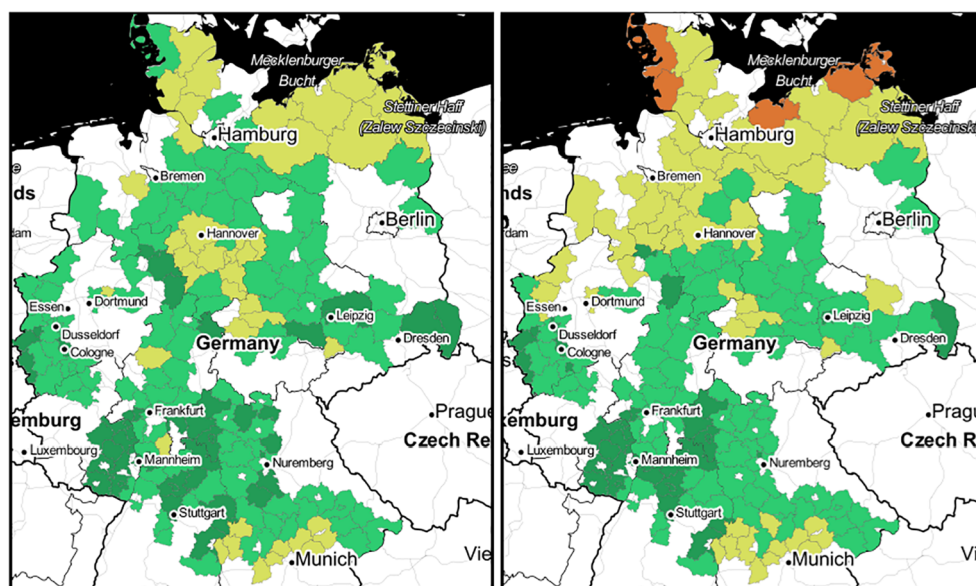 Mecklenburger
Bucht
Stettiner Haff
(Zalew Szczecinski)
Hamburg
Bremen
ds
Berlin
dam
Hannover
Essen
Dortmund
Leipzig
Dusseldorf
Cologne
Germany
Dresden
Frankfurt
Prague
emburg
Czech Re
Luxembourg
Mannheim
Nuremberg
Stuttgart
Munich
Vie
Mecklenburger
Bucht
Stettiner Haff
(Zalew Szczecinski)
Hamburg
Bremen
nds
Berlin
dam
Hannover
Essen
Dortmund
Leipzig
Dusseldorf
Cologne
Germany
Dresden
Frankfurt
Prague
emburg
Czech Re
Luxembourg
Mannheim
Nuremberg
Stuttgart
Munich
Vie